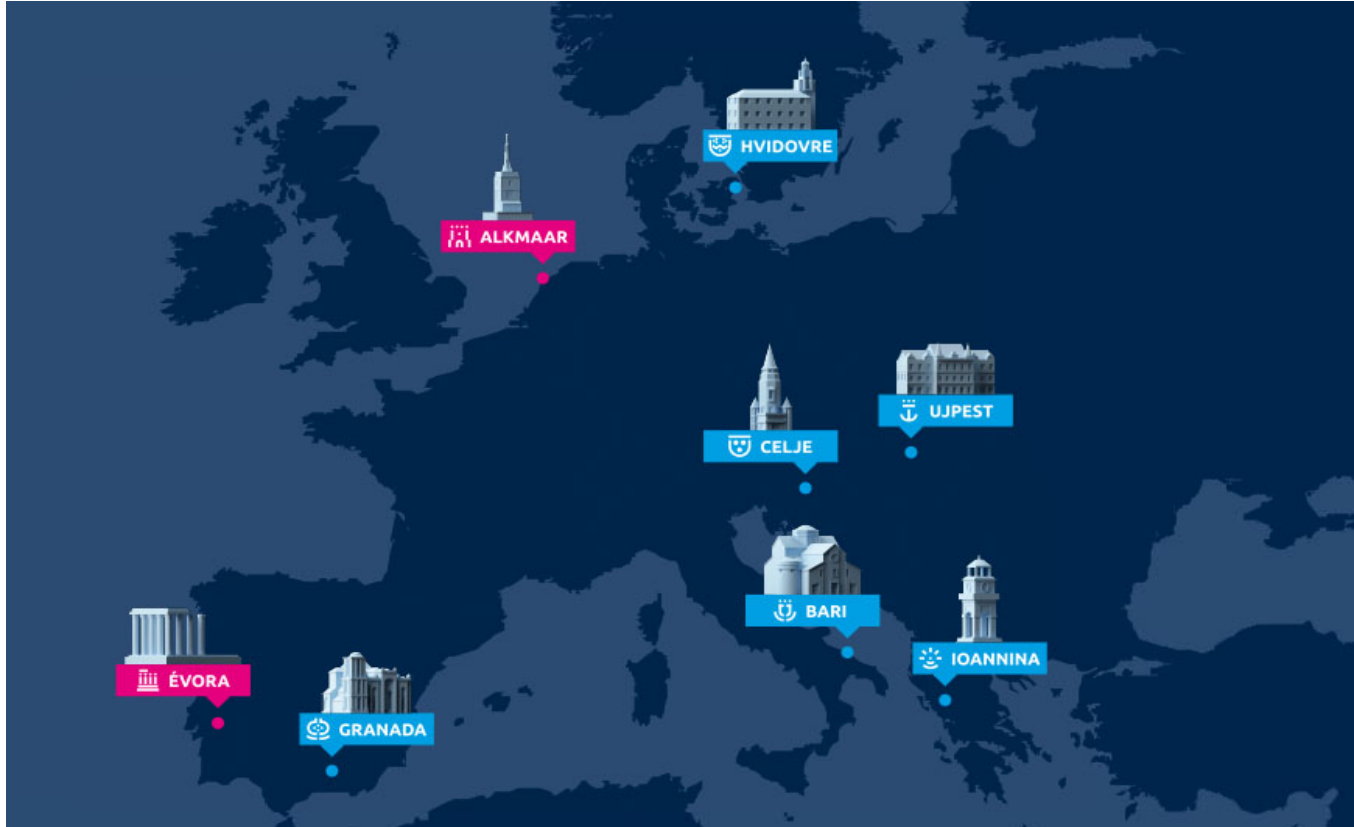 HVIDOVRE
ALKMAAR
UJPEST
CELJE
BARI
IOANNINA
ÉVORA
GRANADA